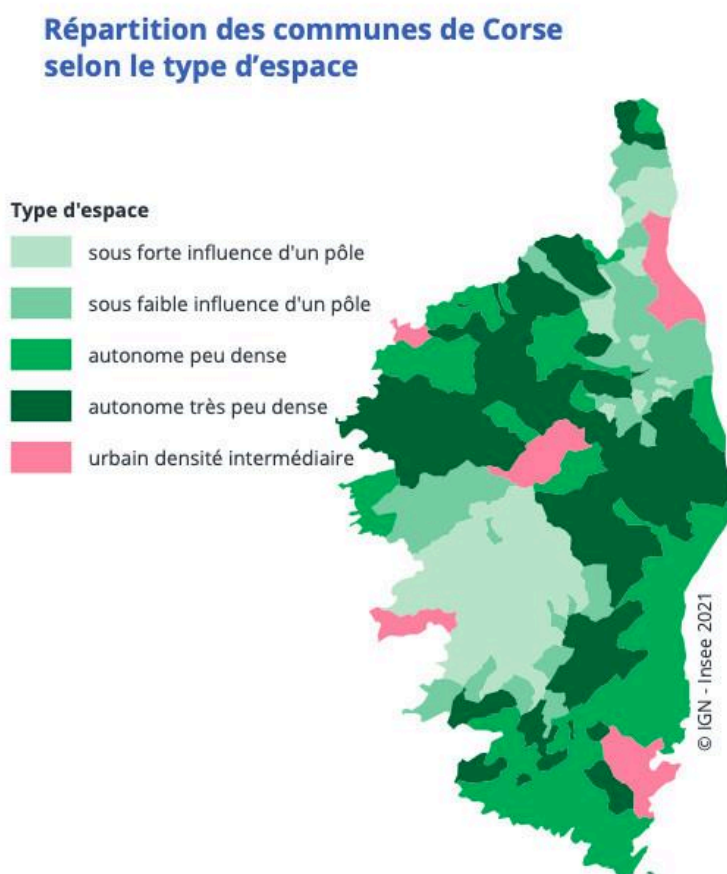 Répartition des communes de Corse
selon le type d'espace
Type d'espace
sous forte influence d'un pôle
sous faible influence d'un pôle
autonome peu dense
autonome très peu dense
urbain densité intermédiaire
© IGN - Insee 2021